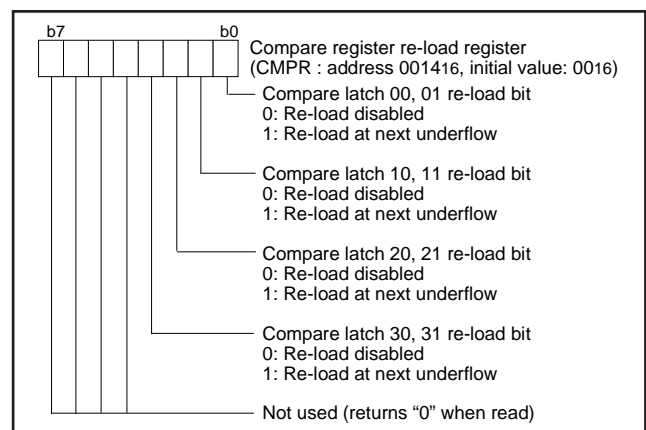 b7 b0
Compare register re-load register
(CMPR : address 001416, initial value: 0016)
Compare latch 00, 01 re-load bit
0: Re-load disabled
1: Re-load at next underflow
Compare latch 10, 11 re-load bit
0: Re-load disabled
1: Re-load at next underflow
Compare latch 20, 21 re-load bit
0: Re-load disabled
1: Re-load at next underflow
Compare latch 30, 31 re-load bit
0: Re-load disabled
1: Re-load at next underflow
Not used (returns “0” when read)